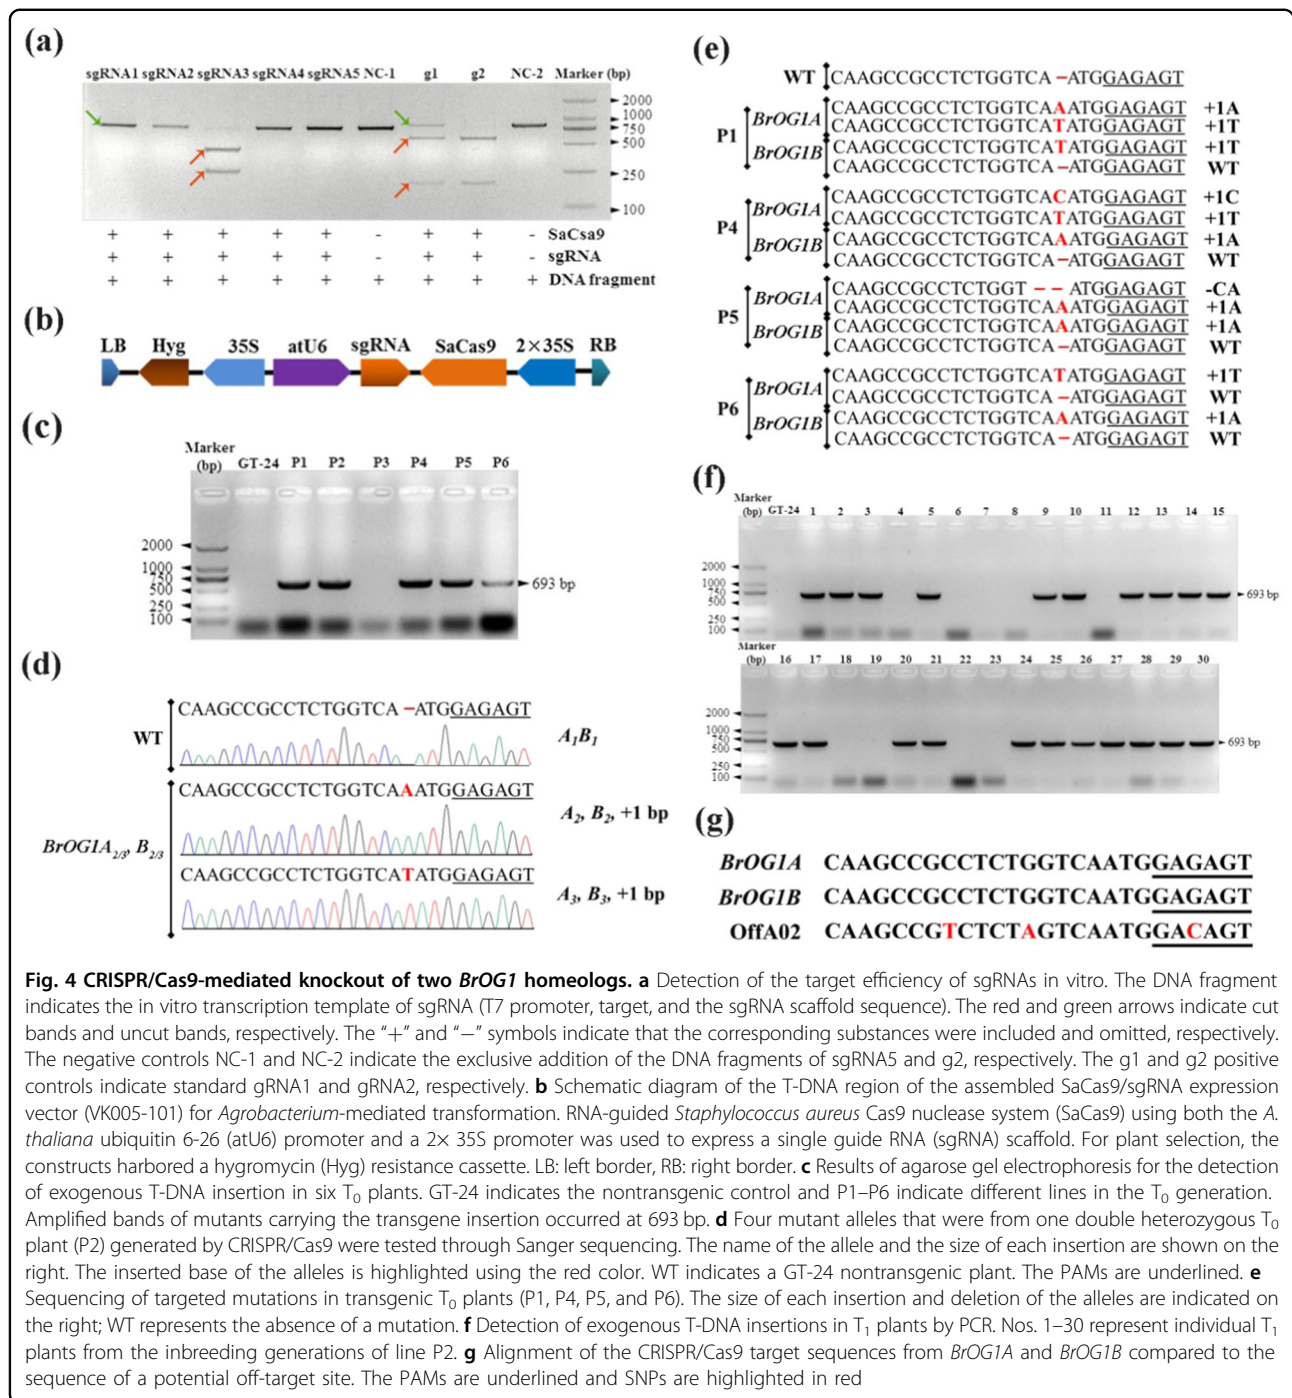 (a)
sgRNA1 sgRNA2 sgRNA3 sgRNA4 sgRNA5 NC-1 g1 g2 NC-2 Marker (bp)
2000
1000
750
500
250
100
+ + + + + - + + - SaCsa9
+ + + + + - + + - sgRNA
+ + + + + + + + + DNA fragment
(b)
LB Hyg 35S atU6 sgRNA SaCas9 2×35S RB
(c)
Marker
(bp) GT-24 P1 P2 P3 P4 P5 P6
2000
1000
750
500
250
100
693 bp
(d)
WT
CAAGCCGCCTCTGGTCA–ATGGAGAGT
A1B1
BrOG1A2/3, B2/3
CAAGCCGCCTCTGGTCAAATGGAGAGT
A2, B2, +1 bp
CAAGCCGCCTCTGGTCATATGGAGAGT
A3, B3, +1 bp
(e)
WT CAAGCCGCCTCTGGTCA–ATGGAGAGT
P1
BrOG1A
CAAGCCGCCTCTGGTCAAATGGAGAGT +1A
CAAGCCGCCTCTGGTCATATGGAGAGT +1T
BrOG1B
CAAGCCGCCTCTGGTCATATGGAGAGT +1T
CAAGCCGCCTCTGGTCA–ATGGAGAGT WT
P4
BrOG1A
CAAGCCGCCTCTGGTCACATGGAGAGT +1C
CAAGCCGCCTCTGGTCATATGGAGAGT +1T
BrOG1B
CAAGCCGCCTCTGGTCAAATGGAGAGT +1A
CAAGCCGCCTCTGGTCA–ATGGAGAGT WT
P5
BrOG1A
CAAGCCGCCTCTGGT – –ATGGAGAGT -CA
CAAGCCGCCTCTGGTCAAATGGAGAGT +1A
BrOG1B
CAAGCCGCCTCTGGTCAAATGGAGAGT +1A
CAAGCCGCCTCTGGTCA–ATGGAGAGT WT
P6
BrOG1A
CAAGCCGCCTCTGGTCATATGGAGAGT +1T
CAAGCCGCCTCTGGTCA–ATGGAGAGT WT
BrOG1B
CAAGCCGCCTCTGGTCAAATGGAGAGT +1A
CAAGCCGCCTCTGGTCA–ATGGAGAGT WT
(f)
Marker
(bp) GT-24 1 2 3 4 5 6 7 8 9 10 11 12 13 14 15
2000
1000
750
500
250
100
693 bp
Marker
(bp) 16 17 18 19 20 21 22 23 24 25 26 27 28 29 30
2000
1000
750
500
250
100
693 bp
(g)
BrOG1A CAAGCCGCCTCTGGTCAATGGAGAGT
BrOG1B CAAGCCGCCTCTGGTCAATGGAGAGT
OffA02 CAAGCCGTCTCTAGTCAATGGACAGT
Fig. 4 CRISPR/Cas9-mediated knockout of two BrOG1 homeologs. a Detection of the target efficiency of sgRNAs in vitro. The DNA fragment
indicates the in vitro transcription template of sgRNA (T7 promoter, target, and the sgRNA scaffold sequence). The red and green arrows indicate cut
bands and uncut bands, respectively. The “+” and “−” symbols indicate that the corresponding substances were included and omitted, respectively.
The negative controls NC-1 and NC-2 indicate the exclusive addition of the DNA fragments of sgRNA5 and g2, respectively. The g1 and g2 positive
controls indicate standard gRNA1 and gRNA2, respectively. b Schematic diagram of the T-DNA region of the assembled SaCas9/sgRNA expression
vector (VK005-101) for Agrobacterium-mediated transformation. RNA-guided Staphylococcus aureus Cas9 nuclease system (SaCas9) using both the A.
thaliana ubiquitin 6-26 (atU6) promoter and a 2× 35S promoter was used to express a single guide RNA (sgRNA) scaffold. For plant selection, the
constructs harbored a hygromycin (Hyg) resistance cassette. LB: left border, RB: right border. c Results of agarose gel electrophoresis for the detection
of exogenous T-DNA insertion in six T0 plants. GT-24 indicates the nontransgenic control and P1–P6 indicate different lines in the T0 generation.
Amplified bands of mutants carrying the transgene insertion occurred at 693 bp. d Four mutant alleles that were from one double heterozygous T0
plant (P2) generated by CRISPR/Cas9 were tested through Sanger sequencing. The name of the allele and the size of each insertion are shown on the
right. The inserted base of the alleles is highlighted using the red color. WT indicates a GT-24 nontransgenic plant. The PAMs are underlined. e
Sequencing of targeted mutations in transgenic T0 plants (P1, P4, P5, and P6). The size of each insertion and deletion of the alleles are indicated on
the right; WT represents the absence of a mutation. f Detection of exogenous T-DNA insertions in T1 plants by PCR. Nos. 1–30 represent individual T1
plants from the inbreeding generations of line P2. g Alignment of the CRISPR/Cas9 target sequences from BrOG1A and BrOG1B compared to the
sequence of a potential off-target site. The PAMs are underlined and SNPs are highlighted in red